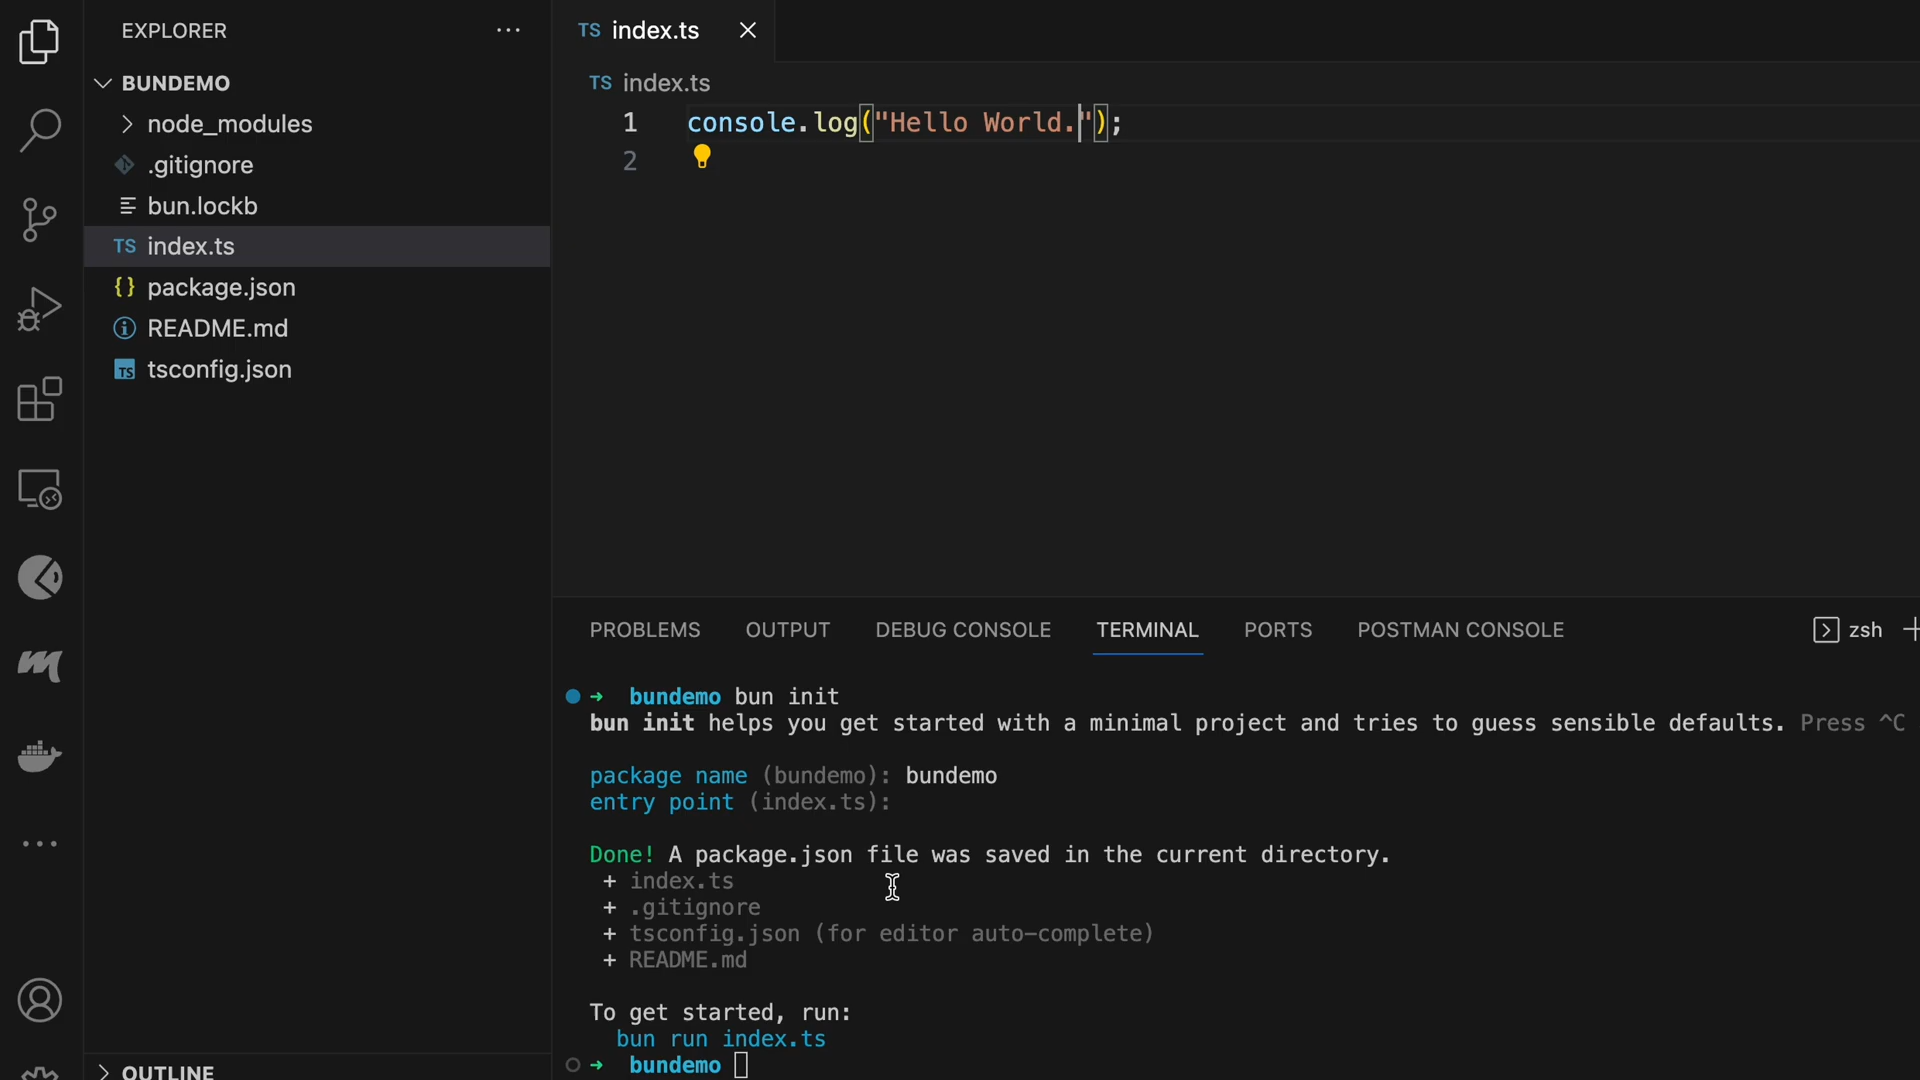 EXPLORER
BUNDEMO
node_modules
.gitignore
bun.lockb
TS index.ts
{} package.json
README.md
TS tsconfig.json
OUTLINE
TS index.ts
TS index.ts
1 console.log("Hello World.");
2
PROBLEMS OUTPUT DEBUG CONSOLE TERMINAL PORTS POSTMAN CONSOLE zsh
➜ bundemo bun init
bun init helps you get started with a minimal project and tries to guess sensible defaults. Press ^C
package name (bundemo): bundemo
entry point (index.ts):
Done! A package.json file was saved in the current directory.
+ index.ts
+ .gitignore
+ tsconfig.json (for editor auto-complete)
+ README.md
To get started, run:
bun run index.ts
➜ bundemo